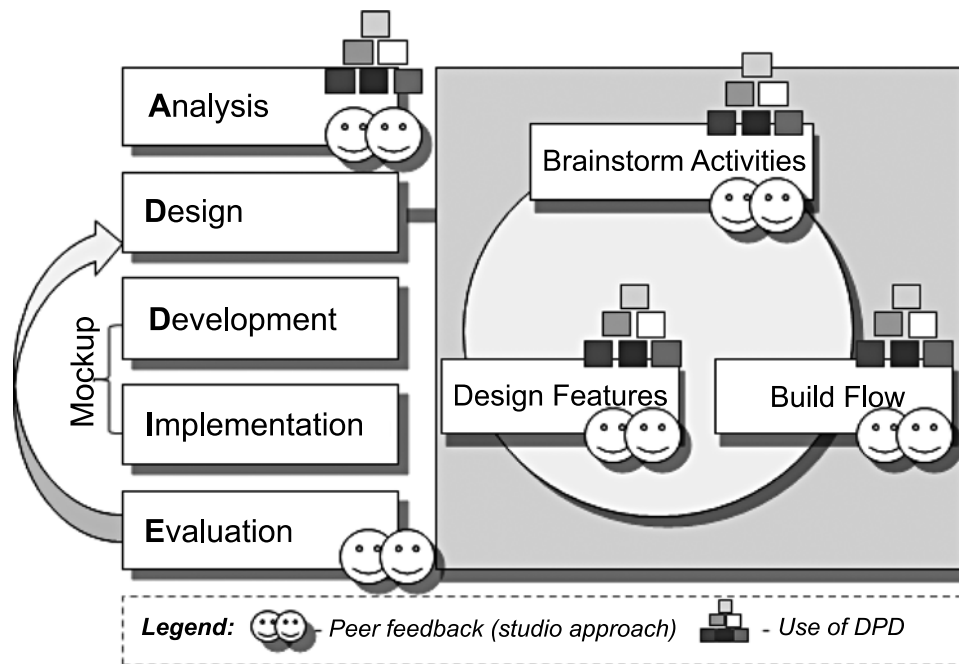 Analysis
Design
Development
Implementation
Evaluation
Mockup
Brainstorm Activities
Design Features
Build Flow
Legend: - Peer feedback (studio approach) - Use of DPD